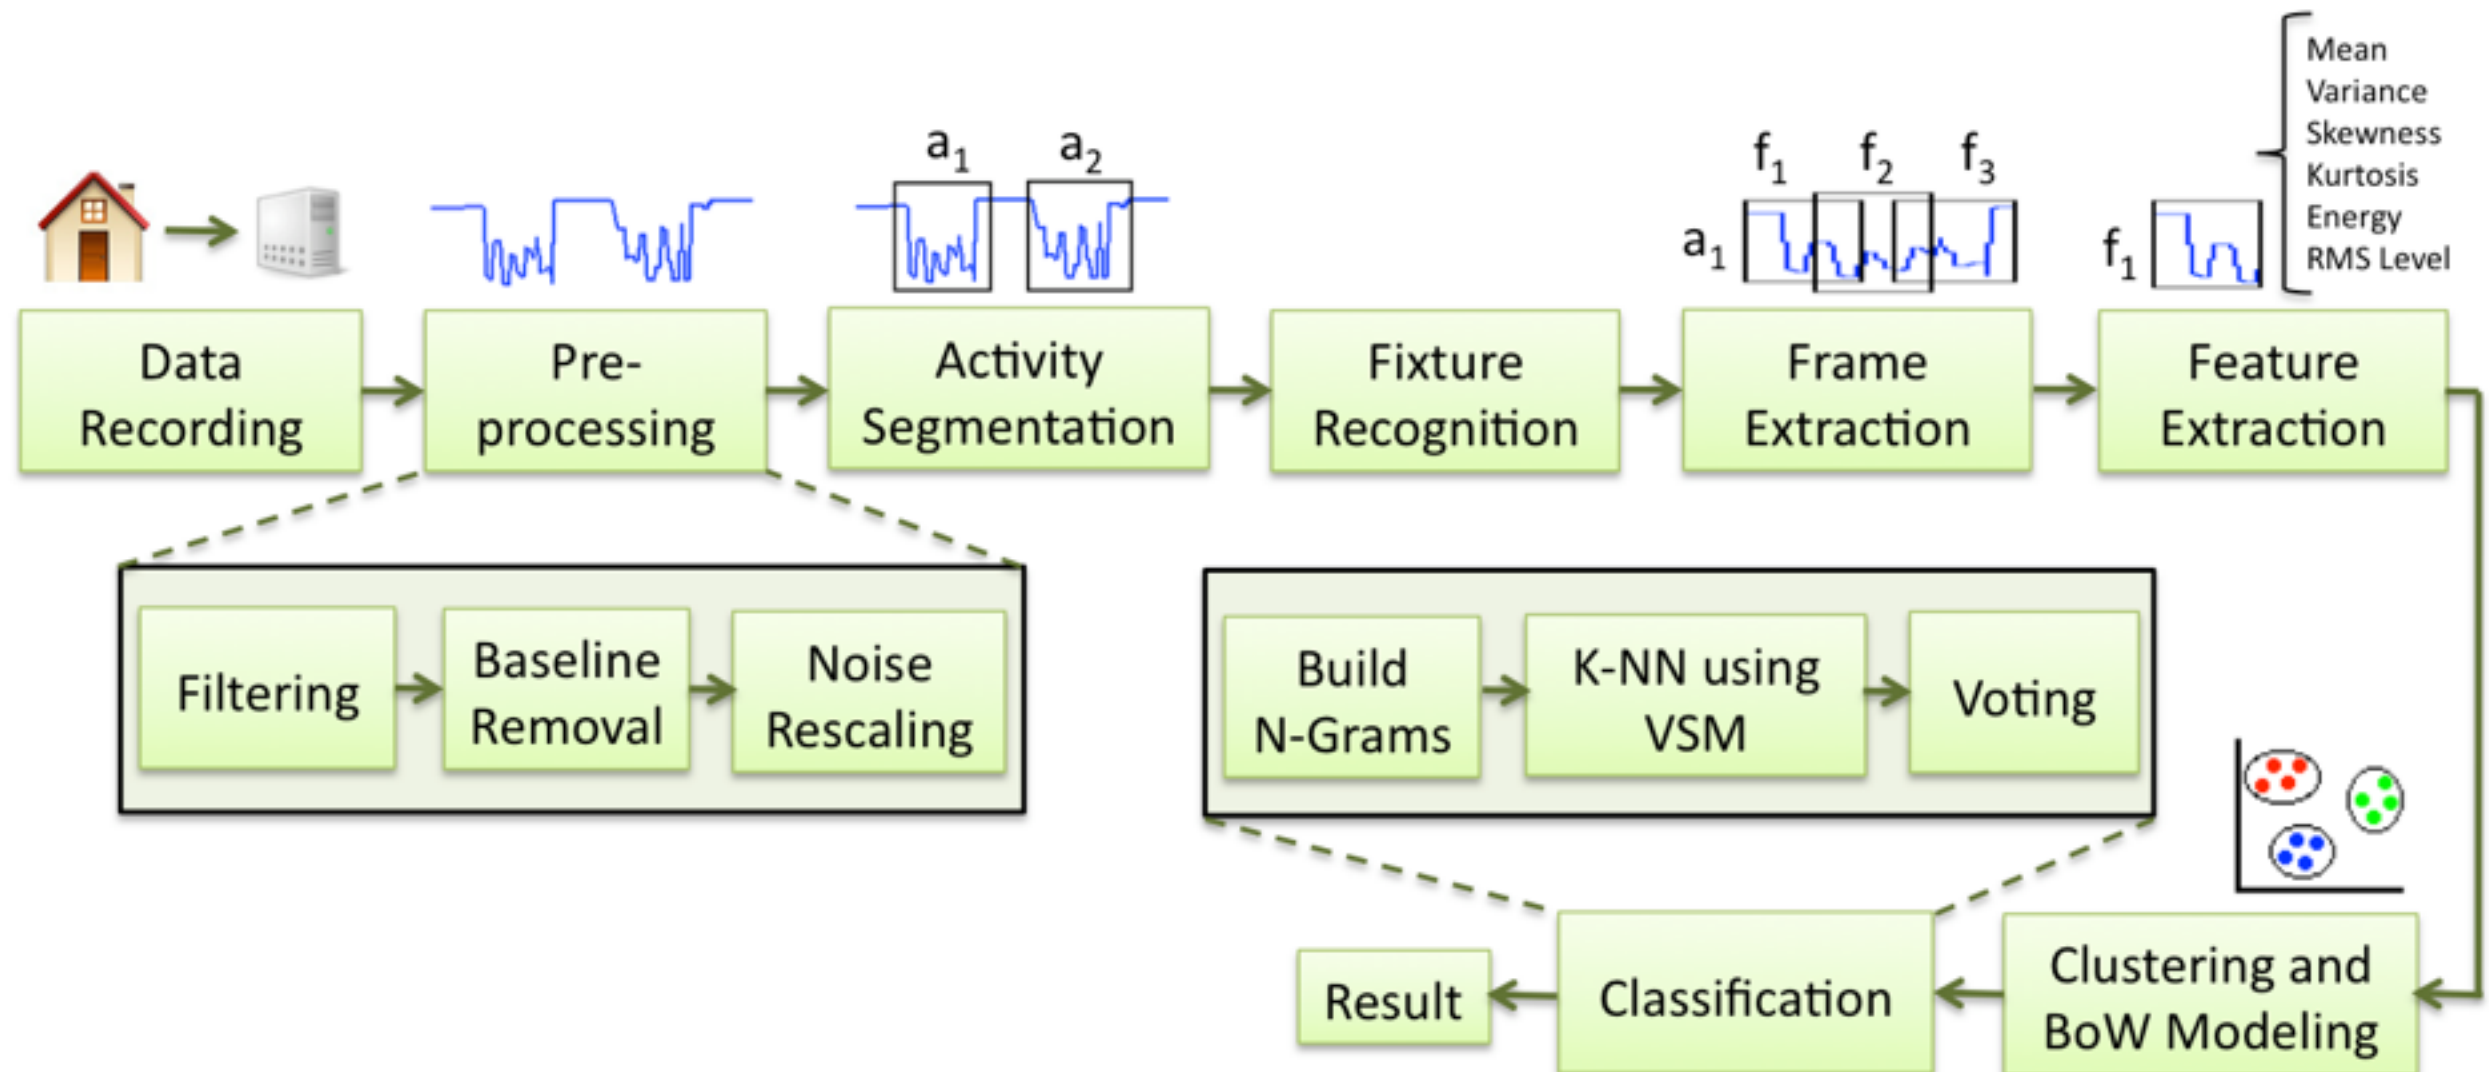 Mean
Variance
Skewness
Kurtosis
Energy
RMS Level
a1
a2
f1
f2
f3
a1
f1
Data
Recording
Pre-
processing
Activity
Segmentation
Fixture
Recognition
Frame
Extraction
Feature
Extraction
Filtering
Baseline
Removal
Noise
Rescaling
Build
N-Grams
K-NN using
VSM
Voting
Result
Classification
Clustering and
BoW Modeling